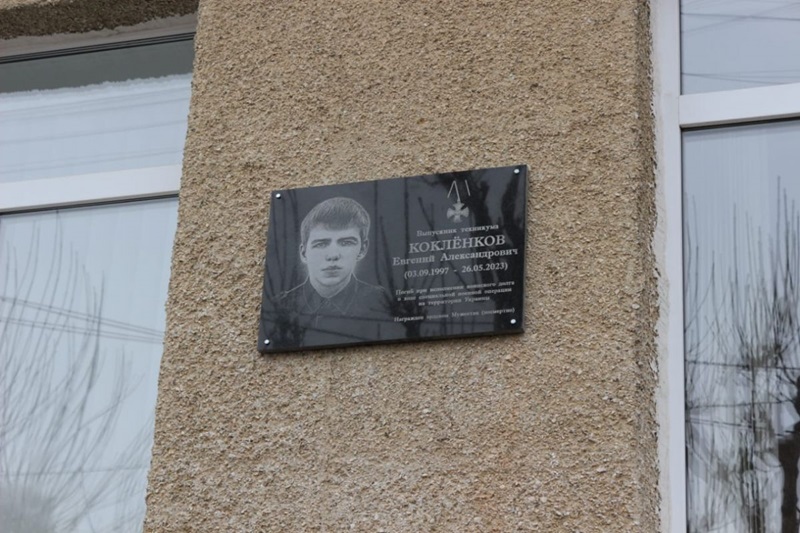 Выпускник техникума
КОКЛЁНКОВ
Евгений Александрович
(03.09.1997 - 26.05.2023)
Погиб при исполнении воинского долга
в зоне специальной военной операции
на территории Украины
Награжден орденом Мужества (посмертно)